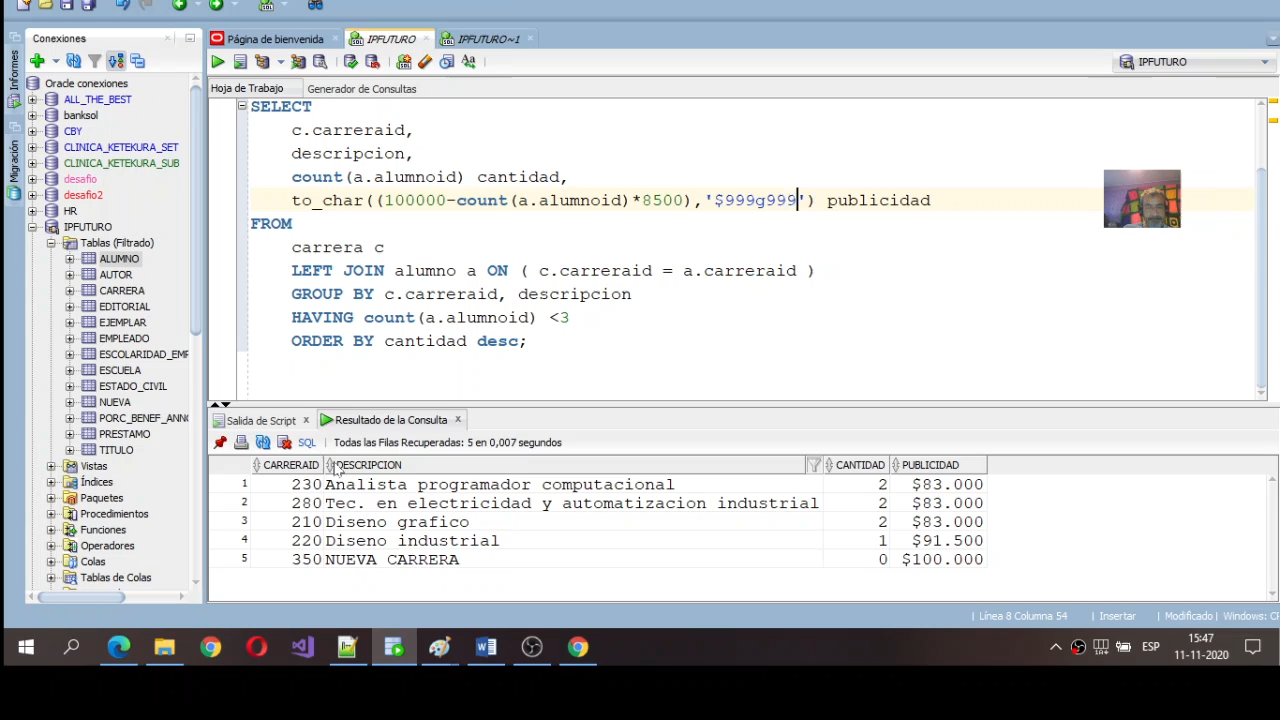 Conexiones
Página de bienvenida
IPFUTURO
IPFUTURO~1
Informes
Migración
IPFUTURO
Oracle conexiones
ALL_THE_BEST
banksol
CBY
CLINICA_KETEKURA_SET
CLINICA_KETEKURA_SUB
desafio
desafio2
HR
IPFUTURO
Tablas (Filtrado)
ALUMNO
AUTOR
CARRERA
EDITORIAL
EJEMPLAR
EMPLEADO
ESCOLARIDAD_EMP
ESCUELA
ESTADO_CIVIL
NUEVA
PORC_BENEF_ANNO
PRESTAMO
TITULO
Vistas
Índices
Paquetes
Procedimientos
Funciones
Operadores
Colas
Tablas de Colas
Hoja de Trabajo
Generador de Consultas
SELECT
c.carreraid,
descripcion,
count(a.alumnoid) cantidad,
to_char((100000-count(a.alumnoid)*8500),'$999g999') publicidad
FROM
carrera c
LEFT JOIN alumno a ON ( c.carreraid = a.carreraid )
GROUP BY c.carreraid, descripcion
HAVING count(a.alumnoid) <3
ORDER BY cantidad desc;
Salida de Script
Resultado de la Consulta
SQL
Todas las Filas Recuperadas: 5 en 0,007 segundos
CARRERAID DESCRIPCION CANTIDAD PUBLICIDAD
1 230 Analista programador computacional 2 $83.000
2 280 Tec. en electricidad y automatizacion industrial 2 $83.000
3 210 Diseno grafico 2 $83.000
4 220 Diseno industrial 1 $91.500
5 350 NUEVA CARRERA 0 $100.000
Línea 8 Columna 54
Insertar
Modificado
Windows: CF
ESP
15:47
11-11-2020